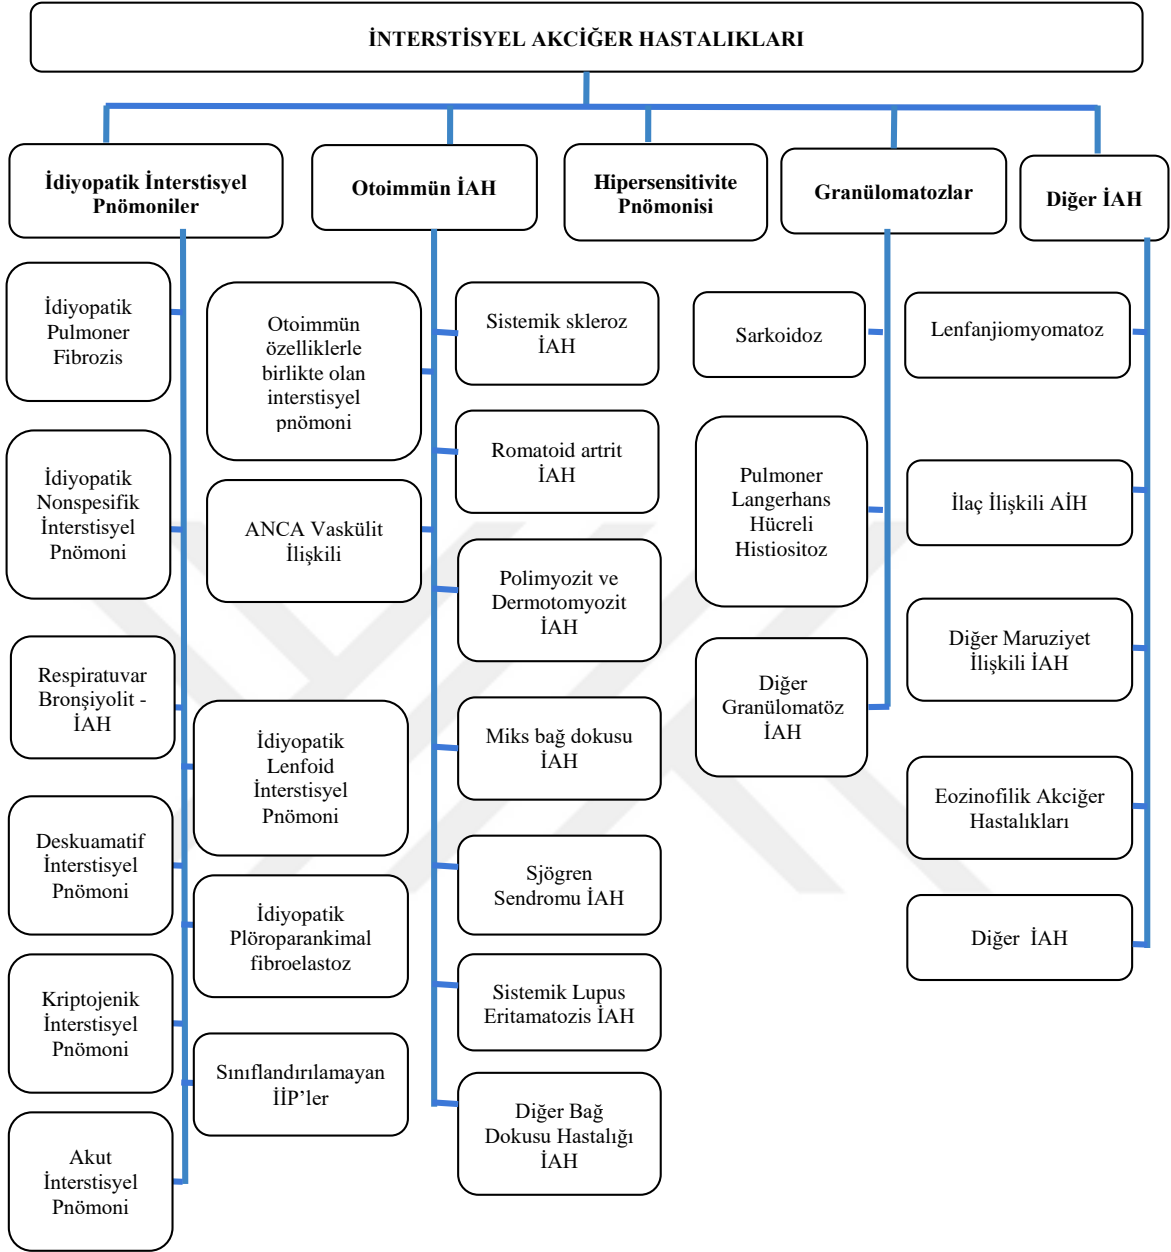 İNTERSTİSYEL AKCİĞER HASTALIKLARI
İdiyopatik İnterstisyel
Pnömoniler
Otoimmün İAH
Hipersensitivite
Pnömonisi
Granülomatozlar
Diğer İAH
İdiyopatik
Pulmoner
Fibrozis
İdiyopatik
Nonspesifik
İnterstisyel
Pnömoni
Respiratuvar
Bronşiyolit -
İAH
Deskuamatif
İnterstisyel
Pnömoni
Kriptojenik
İnterstisyel
Pnömoni
Akut
İnterstisyel
Pnömoni
İdiyopatik
Lenfoid
İnterstisyel
Pnömoni
İdiyopatik
Plöroparankimal
fibroelastoz
Sınıflandırılamayan
İİP’ler
Otoimmün
özelliklerle
birlikte olan
interstisyel
pnömoni
ANCA Vaskülit
İlişkili
Sistemik skleroz
İAH
Romatoid artrit
İAH
Polimyozit ve
Dermotomyozit
İAH
Miks bağ dokusu
İAH
Sjögren
Sendromu İAH
Sistemik Lupus
Eritamatozis İAH
Diğer Bağ
Dokusu Hastalığı
İAH
Sarkoidoz
Pulmoner
Langerhans
Hücreli
Histiositoz
Diğer
Granülomatöz
İAH
Lenfanjiomyomatoz
İlaç İlişkili AİH
Diğer Maruziyet
İlişkili İAH
Eozinofilik Akciğer
Hastalıkları
Diğer İAH